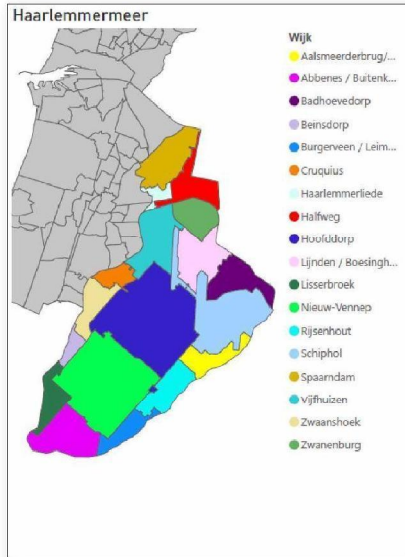 Haarlemmermeer
Wijk
Aalsmeerderbrug/...
Abbenes / Buitenk...
Badhoevedorp
Beinsdorp
Burgerveen / Leim...
Cruquius
Haarlemmerliede
Halfweg
Hoofddorp
Lijnden / Boesingh...
Lisserbroek
Nieuw-Vennep
Rijsenhout
Schiphol
Spaarndam
Vijfhuizen
Zwaanshoek
Zwanenburg